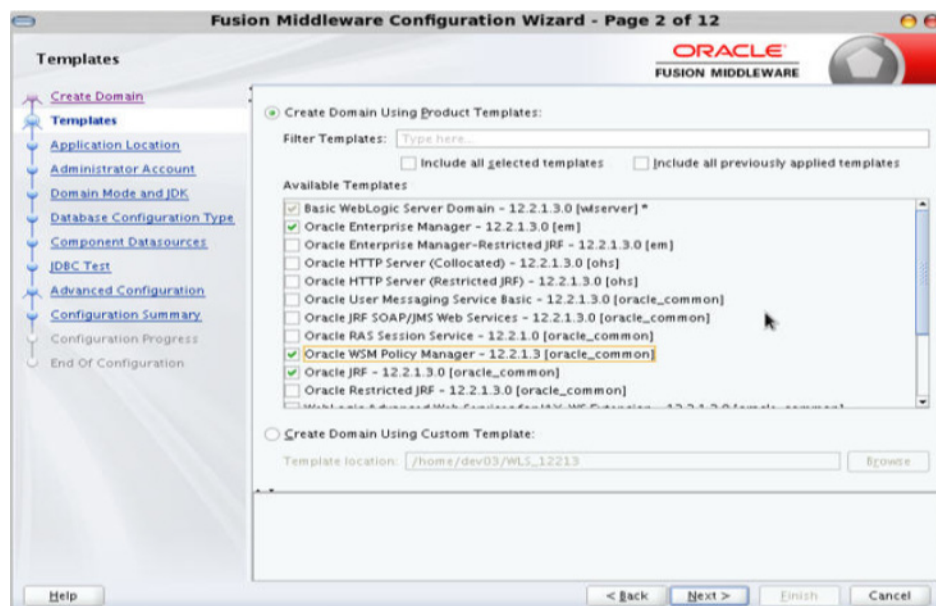 Fusion Middleware Configuration Wizard - Page 2 of 12
Templates
ORACLE
FUSION MIDDLEWARE
Create Domain
Templates
Application Location
Administrator Account
Domain Mode and JDK
Database Configuration Type
Component Datasources
JDBC Test
Advanced Configuration
Configuration Summary
Configuration Progress
End Of Configuration
Create Domain Using Product Templates:
Filter Templates: Type here...
Include all selected templates Include all previously applied templates
Available Templates
Basic WebLogic Server Domain - 12.2.1.3.0 [wlserver] *
Oracle Enterprise Manager - 12.2.1.3.0 [em]
Oracle Enterprise Manager-Restricted JRF - 12.2.1.3.0 [em]
Oracle HTTP Server (Collocated) - 12.2.1.3.0 [ohs]
Oracle HTTP Server (Restricted JRF) - 12.2.1.3.0 [ohs]
Oracle User Messaging Service Basic - 12.2.1.3.0 [oracle_common]
Oracle JRF SOAP/JMS Web Services - 12.2.1.3.0 [oracle_common]
Oracle RAS Session Service - 12.2.1.0 [oracle_common]
Oracle WSM Policy Manager - 12.2.1.3 [oracle_common]
Oracle JRF - 12.2.1.3.0 [oracle_common]
Oracle Restricted JRF - 12.2.1.3.0 [oracle_common]
Create Domain Using Custom Template:
Template location: /home/dev03/WLS_12213 Browse
Help < Back Next > Finish Cancel